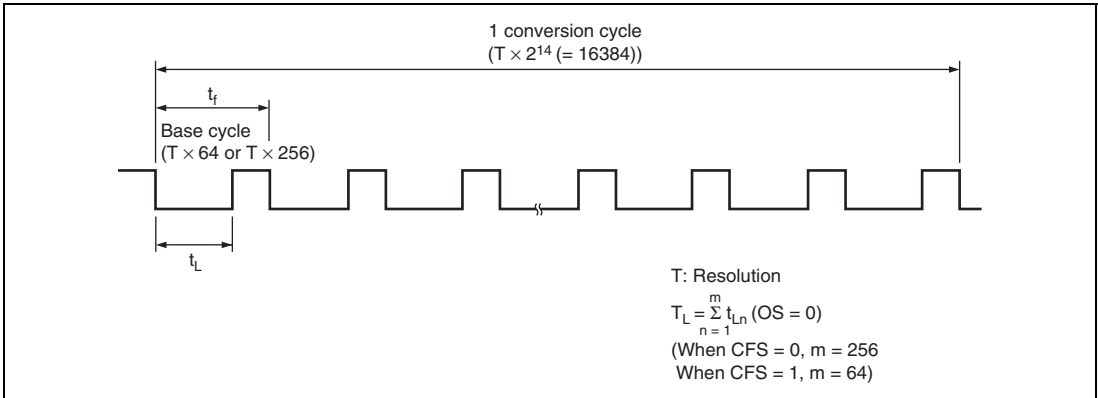 1 conversion cycle
(T × 2¹⁴ (= 16384))
t_f
Base cycle
(T × 64 or T × 256)
t_L
T: Resolution
m
T_L = Σ t_Ln (OS = 0)
n = 1
(When CFS = 0, m = 256
When CFS = 1, m = 64)